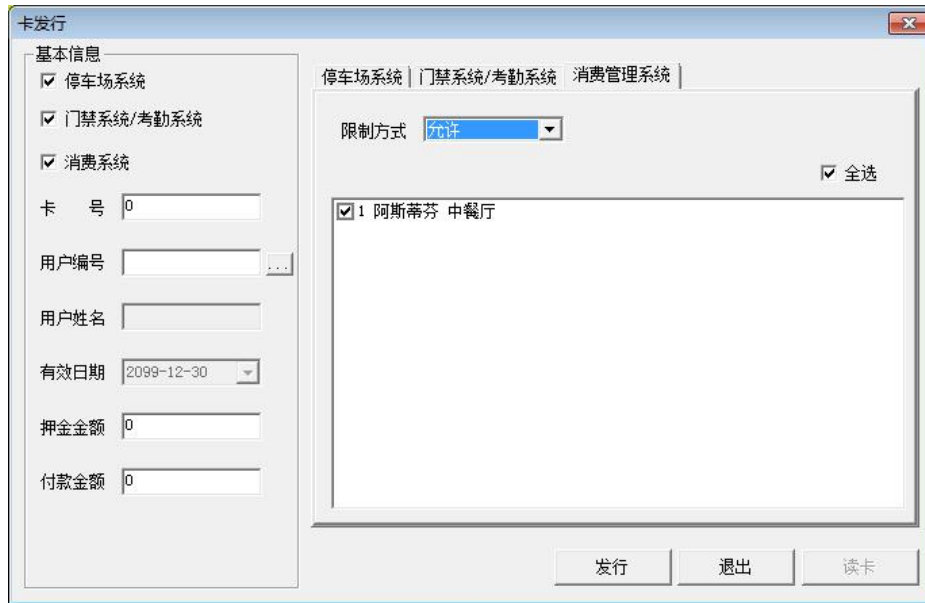 卡发行
基本信息
停车场系统
门禁系统/考勤系统
消费系统
卡 号 0
用户编号 ...
用户姓名
有效日期 2099-12-30
押金金额 0
付款金额 0
停车场系统 门禁系统/考勤系统 消费管理系统
限制方式 允许
全选
1 阿斯蒂芬 中餐厅
发行 退出 读卡